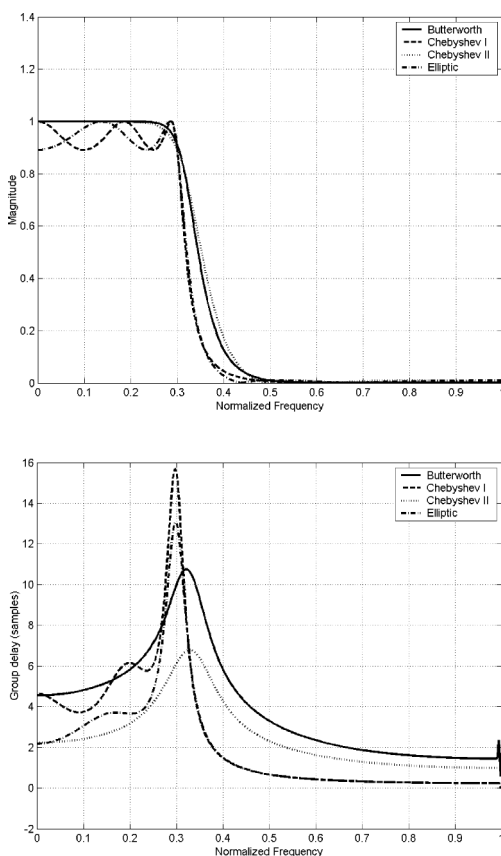 1.4
1.2
1
0.8
0.6
0.4
0.2
0
Magnitude
0 0.1 0.2 0.3 0.4 0.5 0.6 0.7 0.8 0.9
Normalized Frequency
Butterworth
Chebyshev I
Chebyshev II
Elliptic
16
14
12
10
8
6
4
2
0
-2
Group delay (samples)
0 0.1 0.2 0.3 0.4 0.5 0.6 0.7 0.8 0.9
Normalized Frequency
Butterworth
Chebyshev I
Chebyshev II
Elliptic